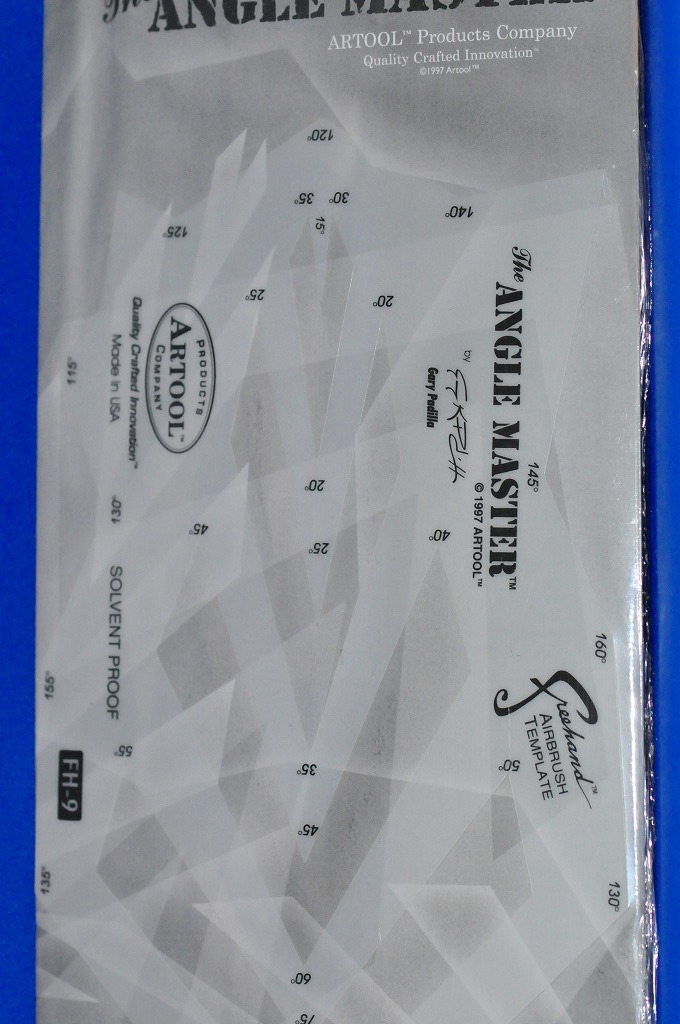 The ANGLE MASTER
ARTOOL™ Products Company
Quality Crafted Innovation™
©1997 Artool™
120°
35°
30°
15°
140°
125°
25°
20°
115°
The
ANGLE MASTER™
by
Gary Padilla
© 1997 ARTOOL™
145°
PRODUCTS
ARTOOL™
COMPANY
Quality Crafted Innovation™
Made in USA
20°
130°
45°
25°
40°
SOLVENT PROOF
160°
155°
55°
FH-9
Freehand™
AIRBRUSH
TEMPLATE
35°
50°
45°
135°
130°
60°
75°